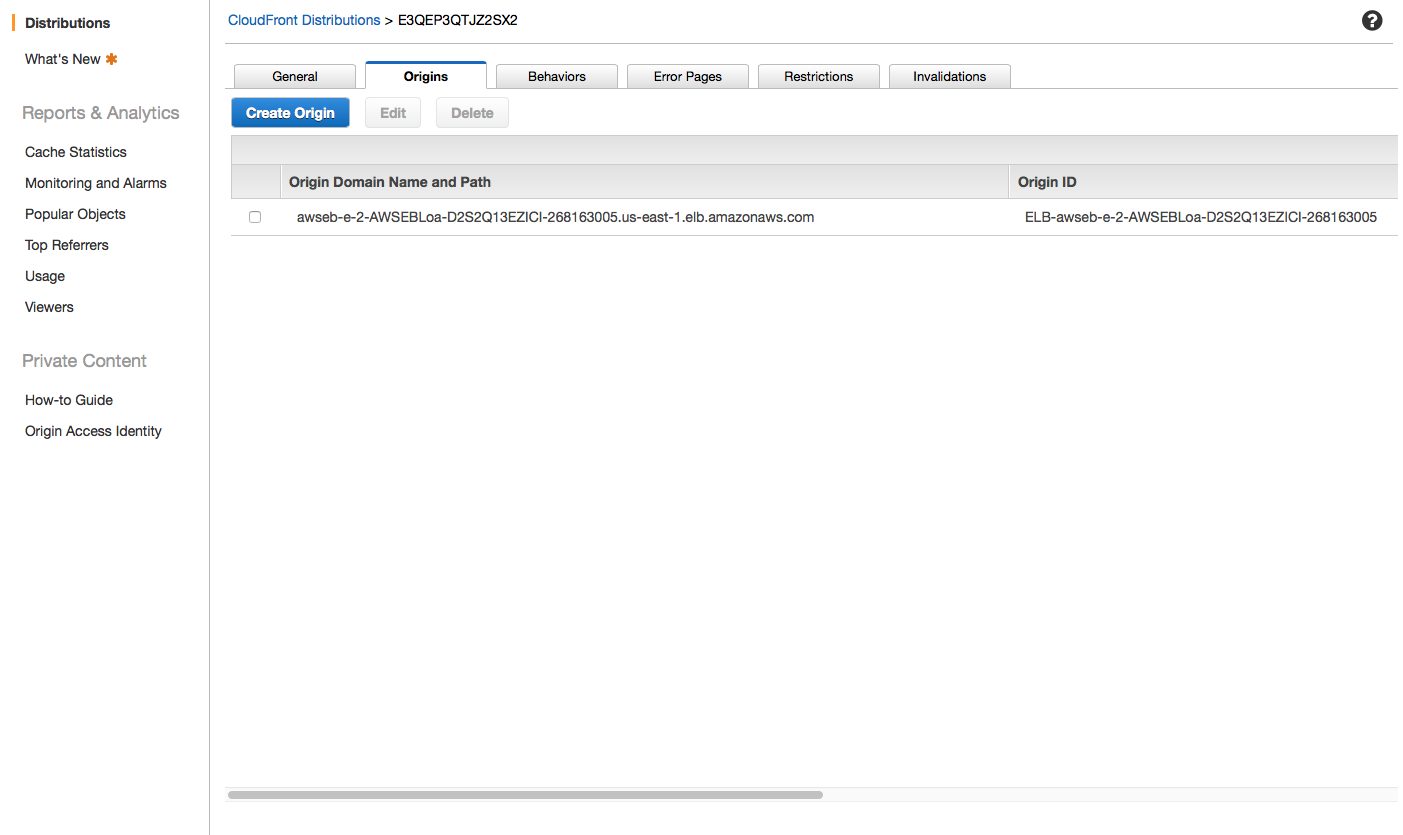 Distributions
What's New
Reports & Analytics
Cache Statistics
Monitoring and Alarms
Popular Objects
Top Referrers
Usage
Viewers
Private Content
How-to Guide
Origin Access Identity
CloudFront Distributions > E3QEP3QTJZ2SX2
?
General Origins Behaviors Error Pages Restrictions Invalidations
Create Origin Edit Delete
Origin Domain Name and Path Origin ID
awseb-e-2-AWSEBLoa-D2S2Q13EZICI-268163005.us-east-1.elb.amazonaws.com ELB-awseb-e-2-AWSEBLoa-D2S2Q13EZICI-268163005